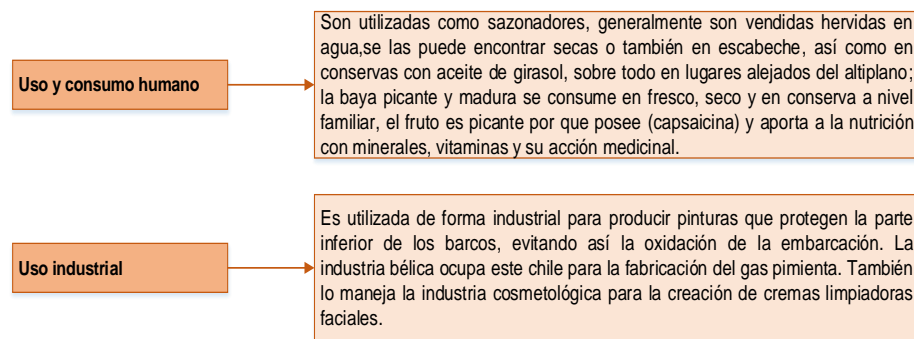 Uso y consumo humano
Son utilizadas como sazonadores, generalmente son vendidas hervidas en
agua,se las puede encontrar secas o también en escabeche, así como en
conservas con aceite de girasol, sobre todo en lugares alejados del altiplano;
la baya picante y madura se consume en fresco, seco y en conserva a nivel
familiar, el fruto es picante por que posee (capsaicina) y aporta a la nutrición
con minerales, vitaminas y su acción medicinal.
Uso industrial
Es utilizada de forma industrial para producir pinturas que protegen la parte
inferior de los barcos, evitando así la oxidación de la embarcación. La
industria bélica ocupa este chile para la fabricación del gas pimienta. También
lo maneja la industria cosmetológica para la creación de cremas limpiadoras
faciales.